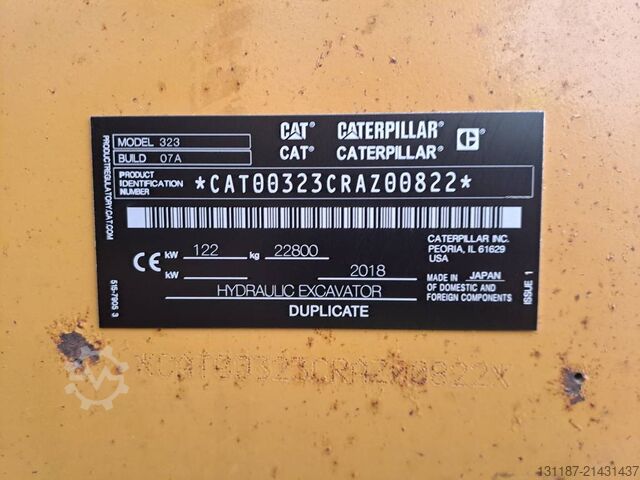 MODEL 323
BUILD 07A
CAT® CATERPILLAR® C®
CAT® CATERPILLAR®
PRODUCT IDENTIFICATION NUMBER *CAT00323CRAZ00822*
kW 122 kg 22800
CATERPILLAR INC.
PEORIA, IL 61629
USA
CE
kW 2018
MADE IN JAPAN
OF DOMESTIC AND
FOREIGN COMPONENTS
HYDRAULIC EXCAVATOR
DUPLICATE
PRODUCTREGULATORY.CAT.COM
515-7905 3
ISSUE 1
*CAT00323CRAZ00822*
131187-21431437